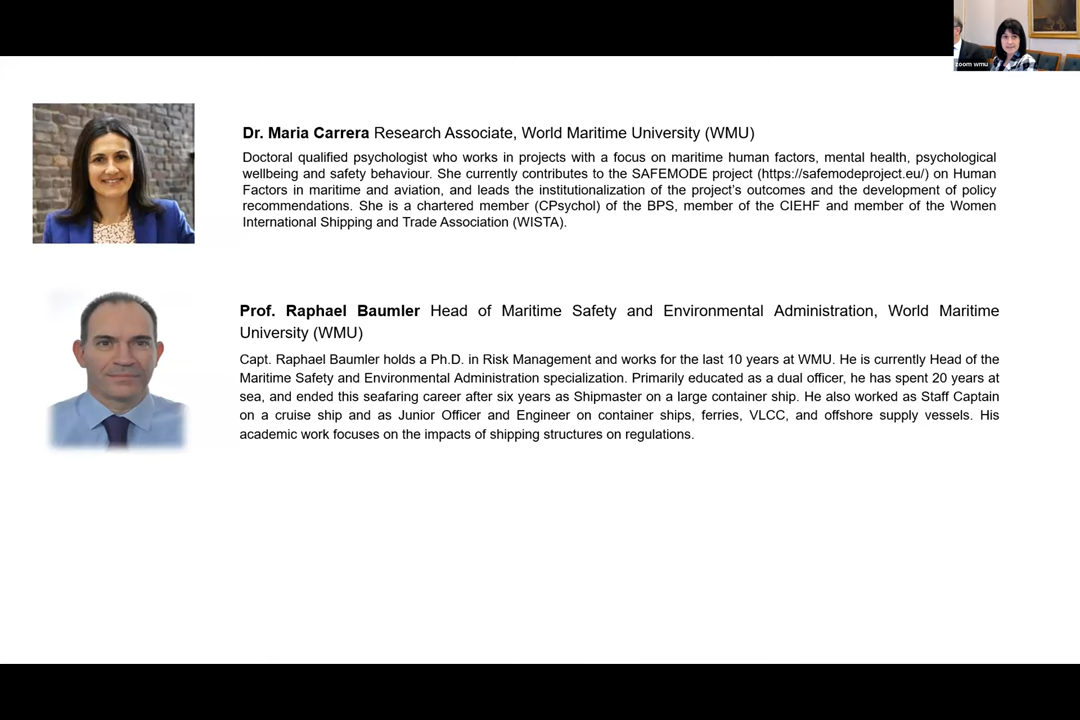 zoom wmu
Dr. Maria Carrera Research Associate, World Maritime University (WMU)
Doctoral qualified psychologist who works in projects with a focus on maritime human factors, mental health, psychological
wellbeing and safety behaviour. She currently contributes to the SAFEMODE project (https://safemodeproject.eu/) on Human
Factors in maritime and aviation, and leads the institutionalization of the project's outcomes and the development of policy
recommendations. She is a chartered member (CPsychol) of the BPS, member of the CIEHF and member of the Women
International Shipping and Trade Association (WISTA).
Prof. Raphael Baumler Head of Maritime Safety and Environmental Administration, World Maritime
University (WMU)
Capt. Raphael Baumler holds a Ph.D. in Risk Management and works for the last 10 years at WMU. He is currently Head of the
Maritime Safety and Environmental Administration specialization. Primarily educated as a dual officer, he has spent 20 years at
sea, and ended this seafaring career after six years as Shipmaster on a large container ship. He also worked as Staff Captain
on a cruise ship and as Junior Officer and Engineer on container ships, ferries, VLCC, and offshore supply vessels. His
academic work focuses on the impacts of shipping structures on regulations.